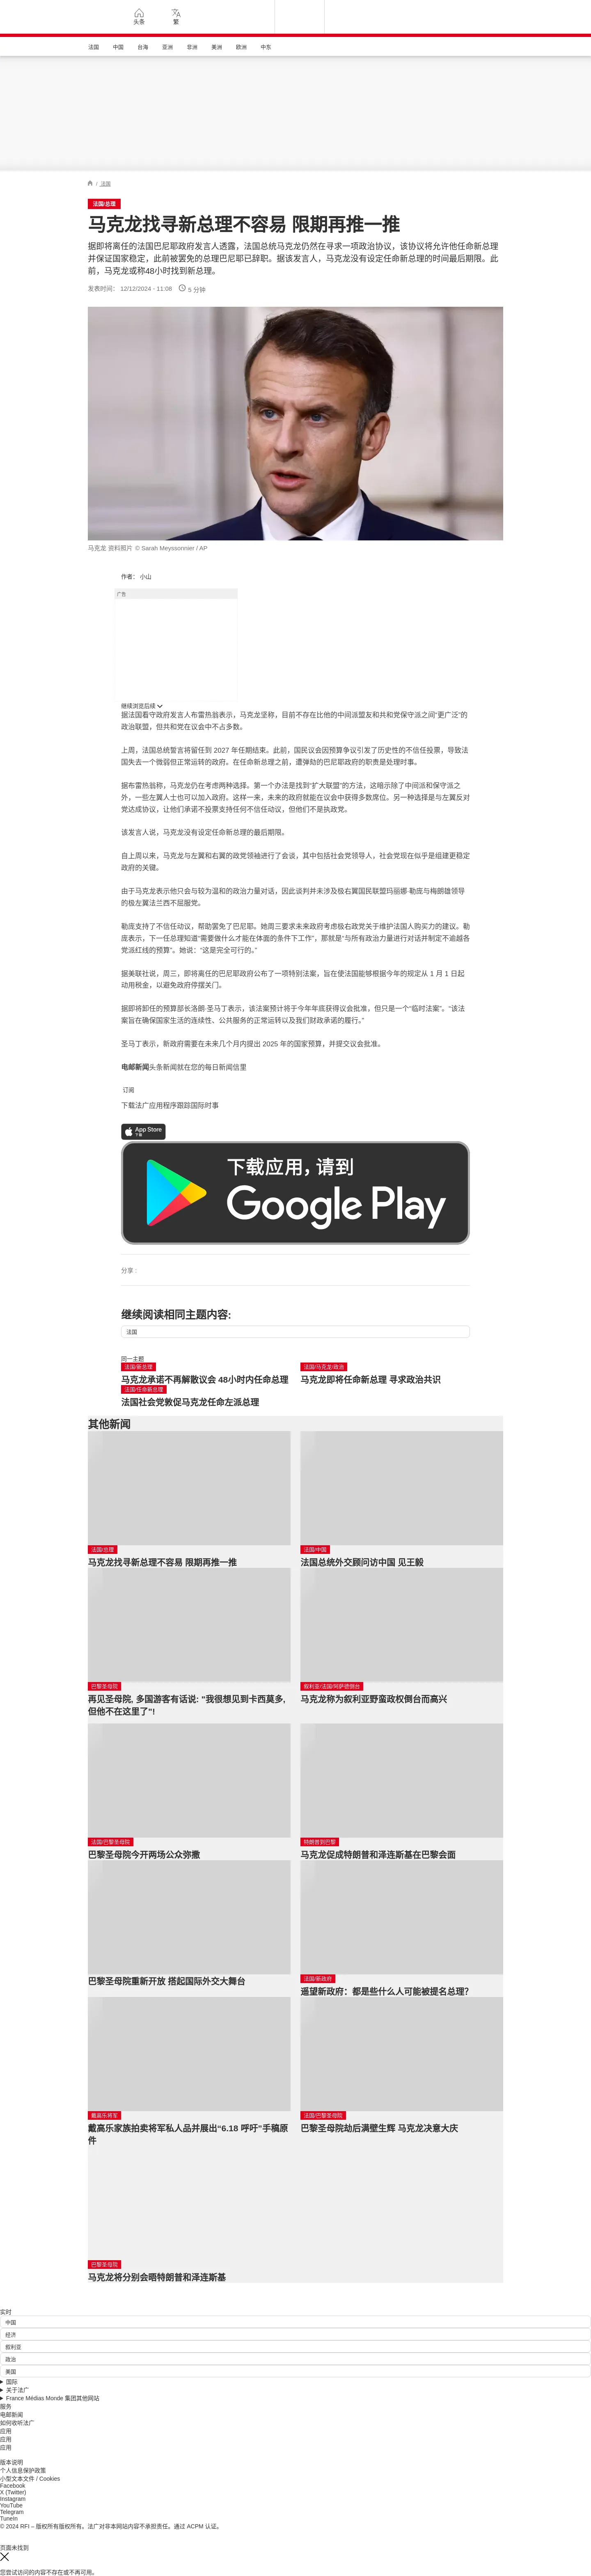 头条
繁
法国
中国
台海
亚洲
非洲
美洲
欧洲
中东
/ 法国
法国/总理
马克龙找寻新总理不容易 限期再推一推
据即将离任的法国巴尼耶政府发言人透露，法国总统马克龙仍然在寻求一项政治协议，该协议将允许他任命新总理
并保证国家稳定，此前被罢免的总理巴尼耶已辞职。据该发言人，马克龙没有设定任命新总理的时间最后期限。此
前，马克龙或称48小时找到新总理。
发表时间： 12/12/2024 - 11:08
5 分钟
马克龙 资料照片 © Sarah Meyssonnier / AP
作者： 小山
广告
继续浏览后续
据法国看守政府发言人布雷热翁表示，马克龙坚称，目前不存在比他的中间派盟友和共和党保守派之间“更广泛”的
政治联盟，但共和党在议会中不占多数。
上周，法国总统誓言将留任到 2027 年任期结束。此前，国民议会因预算争议引发了历史性的不信任投票，导致法
国失去一个微弱但正常运转的政府。在任命新总理之前，遭弹劾的巴尼耶政府的职责是处理时事。
据布雷热翁称，马克龙仍在考虑两种选择。第一个办法是找到“扩大联盟”的方法，这暗示除了中间派和保守派之
外，一些左翼人士也可以加入政府。这样一来，未来的政府就能在议会中获得多数席位。另一种选择是与左翼反对
党达成协议，让他们承诺不投票支持任何不信任动议，但他们不是执政党。
该发言人说，马克龙没有设定任命新总理的最后期限。
自上周以来，马克龙与左翼和右翼的政党领袖进行了会谈，其中包括社会党领导人，社会党现在似乎是组建更稳定
政府的关键。
由于马克龙表示他只会与较为温和的政治力量对话，因此谈判并未涉及极右翼国民联盟玛丽娜·勒庞与梅朗雄领导
的极左翼法兰西不屈服党。
勒庞支持了不信任动议，帮助罢免了巴尼耶。她周三要求未来政府考虑极右政党关于维护法国人购买力的建议。勒
庞表示，下一任总理知道“需要做什么才能在体面的条件下工作”，那就是“与所有政治力量进行对话并制定不逾越各
党派红线的预算”。她说：“这是完全可行的。”
据美联社说，周三，即将离任的巴尼耶政府公布了一项特别法案，旨在使法国能够根据今年的规定从 1 月 1 日起
动用税金，以避免政府停摆关门。
据即将卸任的预算部长洛朗·圣马丁表示，该法案预计将于今年年底获得议会批准，但只是一个“临时法案”。“该法
案旨在确保国家生活的连续性、公共服务的正常运转以及我们财政承诺的履行。”
圣马丁表示，新政府需要在未来几个月内提出 2025 年的国家预算，并提交议会批准。
电邮新闻头条新闻就在您的每日新闻信里
订阅
下载法广应用程序跟踪国际时事
App Store
下载
下载应用，请到
Google Play
分享 :
继续阅读相同主题内容:
法国
同一主题
法国/新总理
马克龙承诺不再解散议会 48小时内任命总理
法国/马克龙/政治
马克龙即将任命新总理 寻求政治共识
法国/任命新总理
法国社会党敦促马克龙任命左派总理
其他新闻
法国/总理
马克龙找寻新总理不容易 限期再推一推
法国/中国
法国总统外交顾问访中国 见王毅
巴黎圣母院
再见圣母院, 多国游客有话说: "我很想见到卡西莫多,
但他不在这里了"!
叙利亚/法国/阿萨德倒台
马克龙称为叙利亚野蛮政权倒台而高兴
法国/巴黎圣母院
巴黎圣母院今开两场公众弥撒
特朗普到巴黎
马克龙促成特朗普和泽连斯基在巴黎会面
巴黎圣母院重新开放 搭起国际外交大舞台
法国/新政府
遥望新政府：都是些什么人可能被提名总理?
戴高乐将军
戴高乐家族拍卖将军私人品并展出“6.18 呼吁”手稿原
件
法国/巴黎圣母院
巴黎圣母院劫后满壁生辉 马克龙决意大庆
巴黎圣母院
马克龙将分别会晤特朗普和泽连斯基
实时
中国
经济
叙利亚
政治
美国
国际
关于法广
France Médias Monde 集团其他网站
服务
电邮新闻
如何收听法广
应用
应用
应用
版本说明
个人信息保护政策
小型文本文件 / Cookies
Facebook
X (Twitter)
Instagram
YouTube
Telegram
TuneIn
© 2024 RFI – 版权所有版权所有。法广对非本网站内容不承担责任。通过 ACPM 认证。
页面未找到
您尝试访问的内容不存在或不再可用。